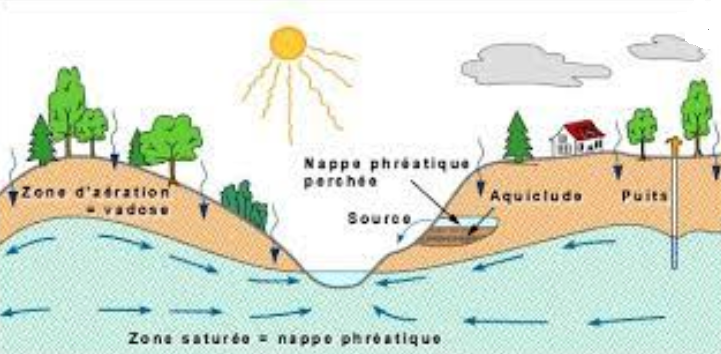 Nappe phréatique
perchée
Zone d'aération
= vadose
Aquiclude
Puits
Source
Zone saturée = nappe phréatique